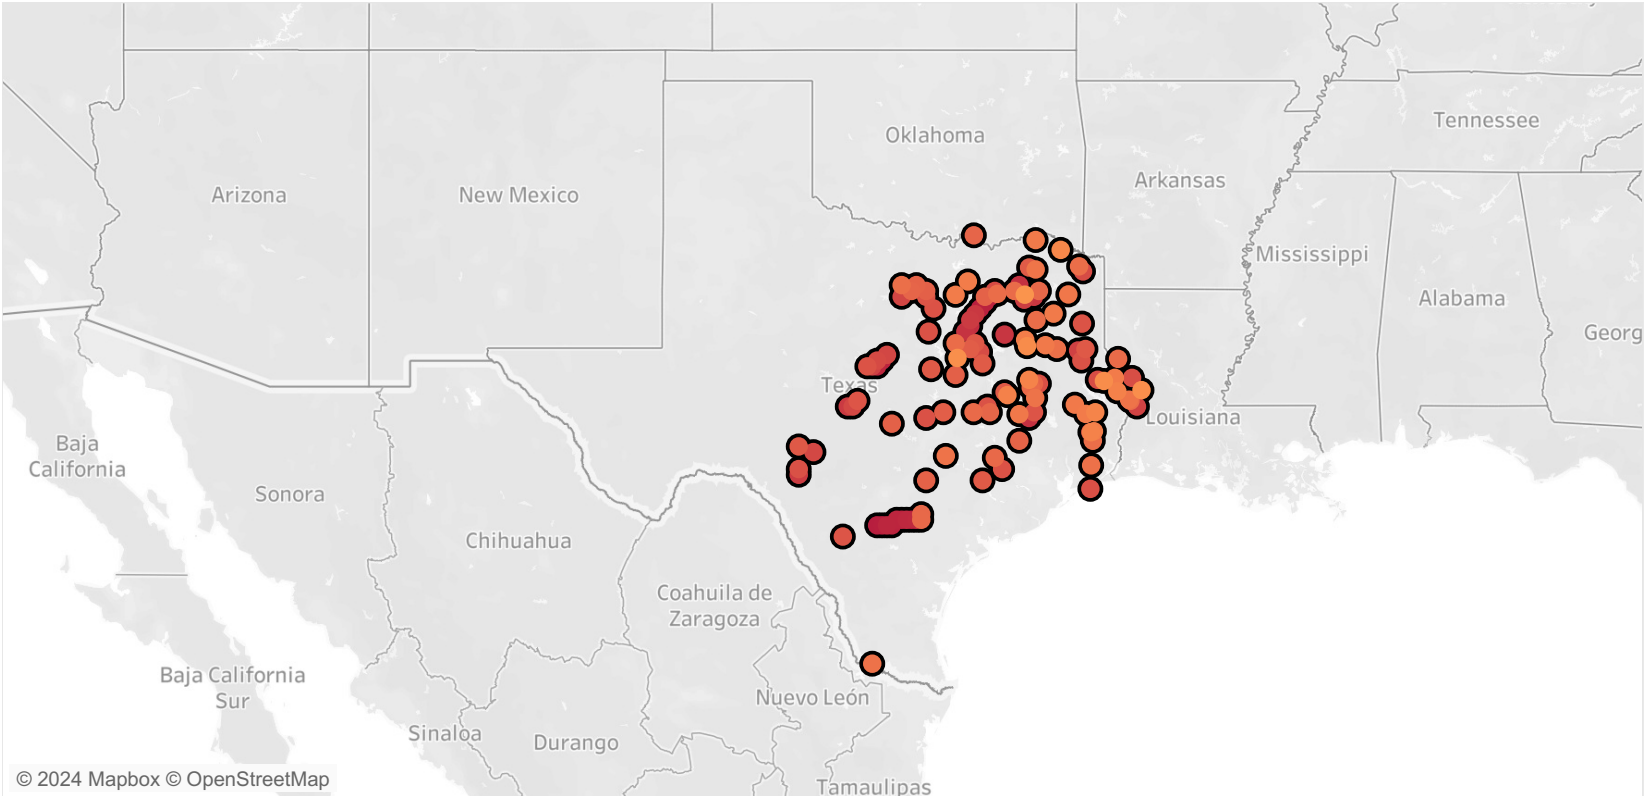 Tennessee
Oklahoma
Arkansas
Arizona
New Mexico
Mississippi
Alabama
Georg
Texas
Louisiana
Baja
California
Sonora
Chihuahua
Coahuila de
Zaragoza
Baja California
Sur
Nuevo León
Sinaloa
Durango
Tamaulipas
© 2024 Mapbox © OpenStreetMap